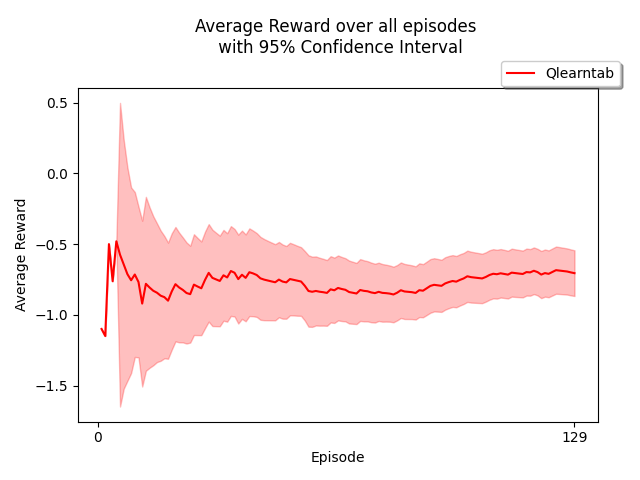 Average Reward over all episodes
with 95% Confidence Interval
Qlearntab
0.5
0.0
−0.5
−1.0
−1.5
Average Reward
0
129
Episode